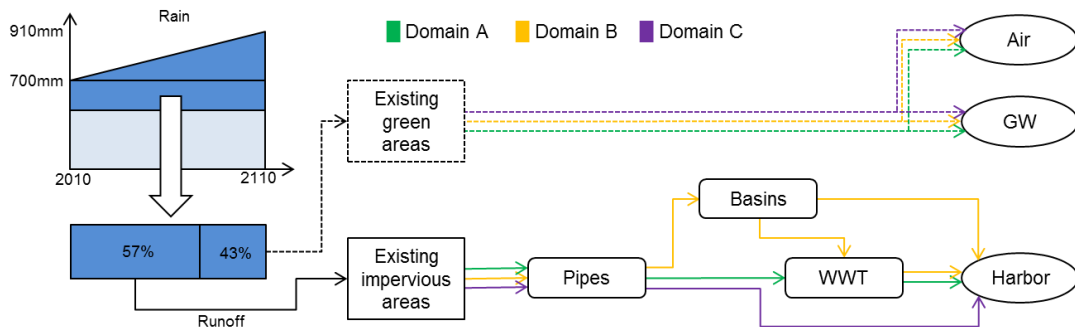 Rain
910mm
700mm
2010
2110
57%
43%
Runoff
Domain A
Domain B
Domain C
Existing
green
areas
Air
GW
Existing
impervious
areas
Pipes
Basins
WWT
Harbor